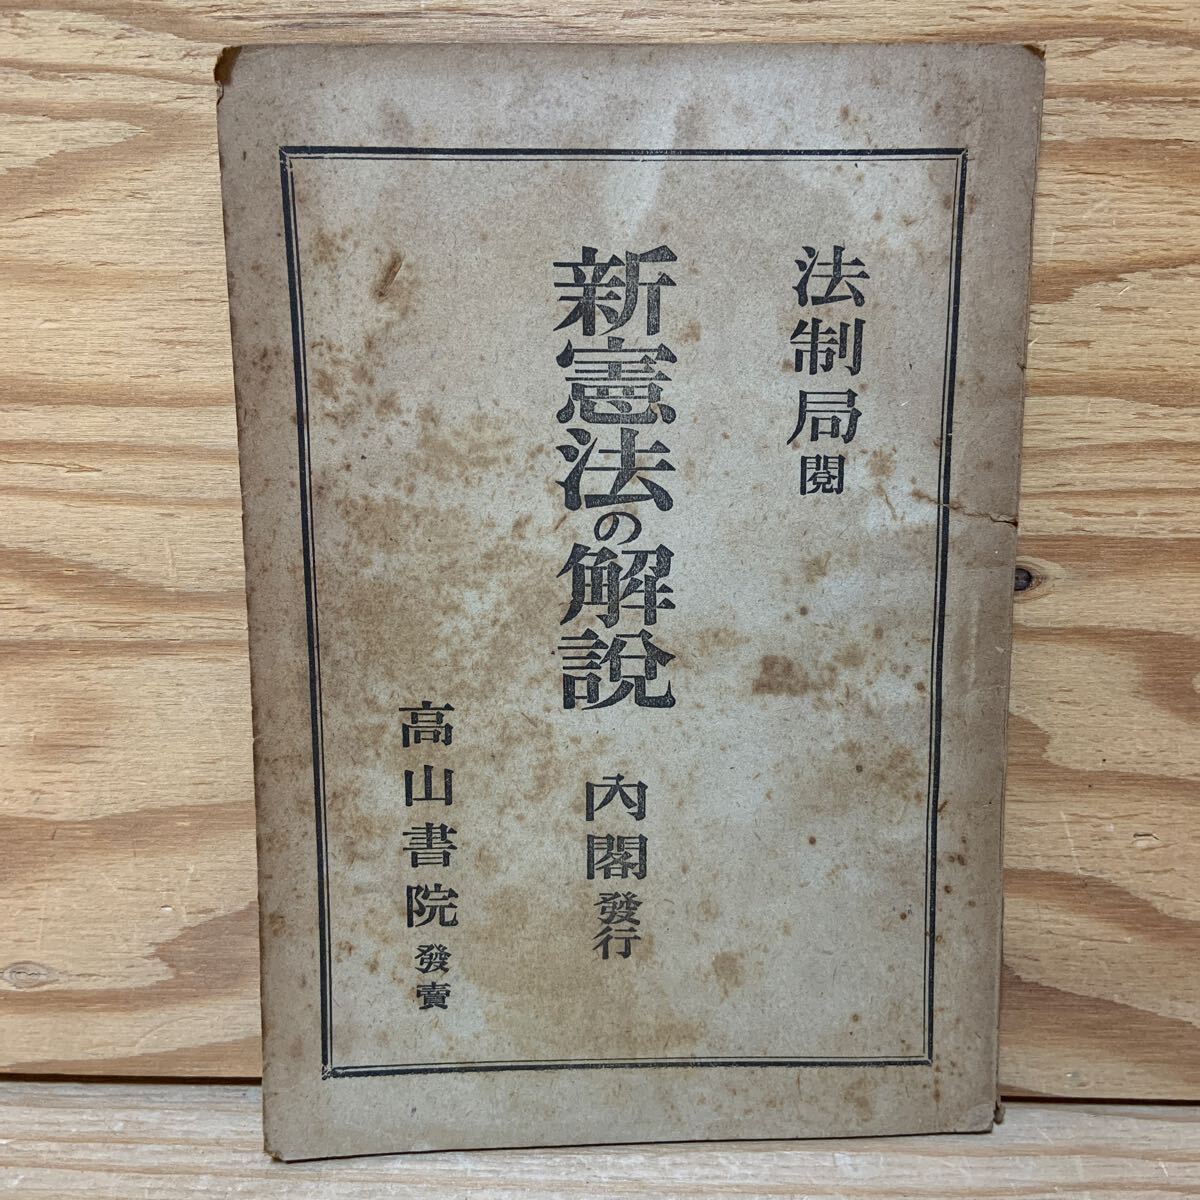 法制局閲
新憲法の解說
內閣發行
高山書院發賣